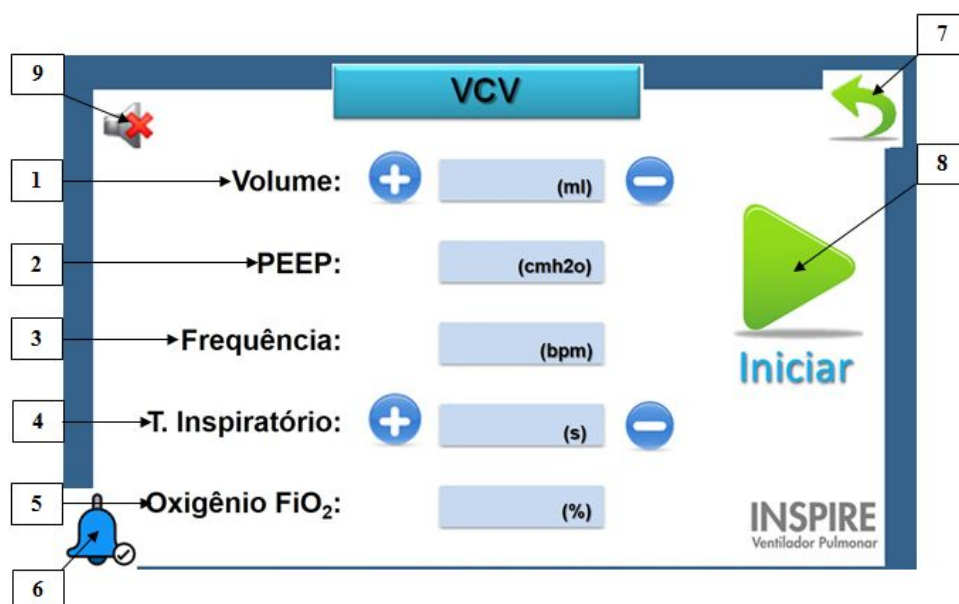 7
9
VCV
1
Volume:
(ml)
8
2
PEEP:
(cmh2o)
3
Frequência:
(bpm)
Iniciar
4
T. Inspiratório:
(s)
5
Oxigênio FiO₂:
(%)
INSPIRE
Ventilador Pulmonar
6